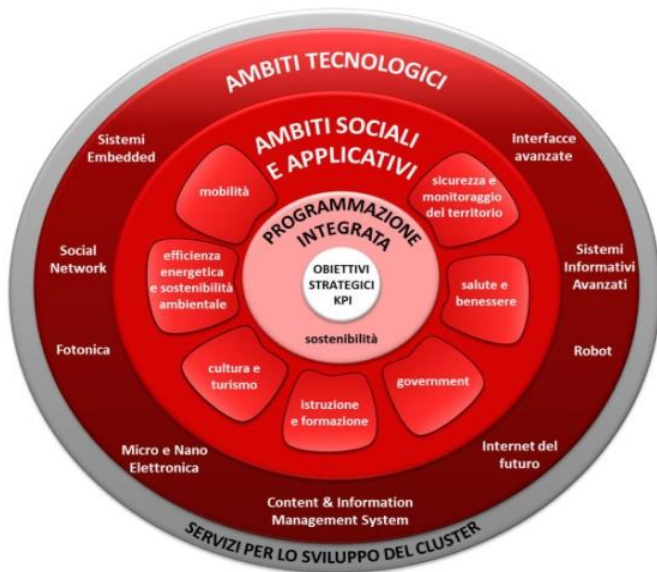 AMBITI TECNOLOGICI
Sistemi
Embedded
Interfacce
avanzate
AMBITI SOCIALI
E APPLICATIVI
mobilità
sicurezza e
monitoraggio
del territorio
PROGRAMMAZIONE
INTEGRATA
Social
Network
efficienza
energetica
e sostenibilità
ambientale
OBIETTIVI
STRATEGICI
KPI
salute e
benessere
Sistemi
Informativi
Avanzati
sostenibilità
Fotonica
Robot
cultura e
turismo
government
istruzione
e formazione
Micro e Nano
Elettronica
Internet del
futuro
Content & Information
Management System
SERVIZI PER LO SVILUPPO DEL CLUSTER